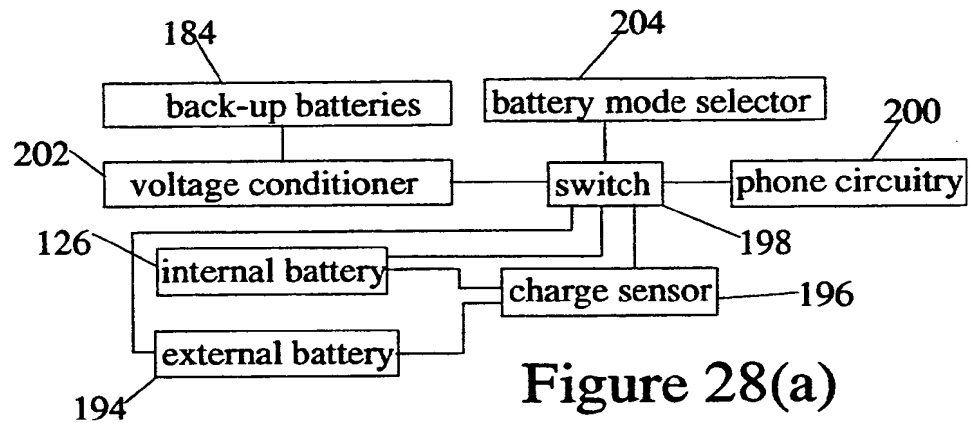 184
204
back-up batteries
battery mode selector
200
202
voltage conditioner
switch
phone circuitry
126
198
internal battery
charge sensor
196
external battery
194
Figure 28(a)